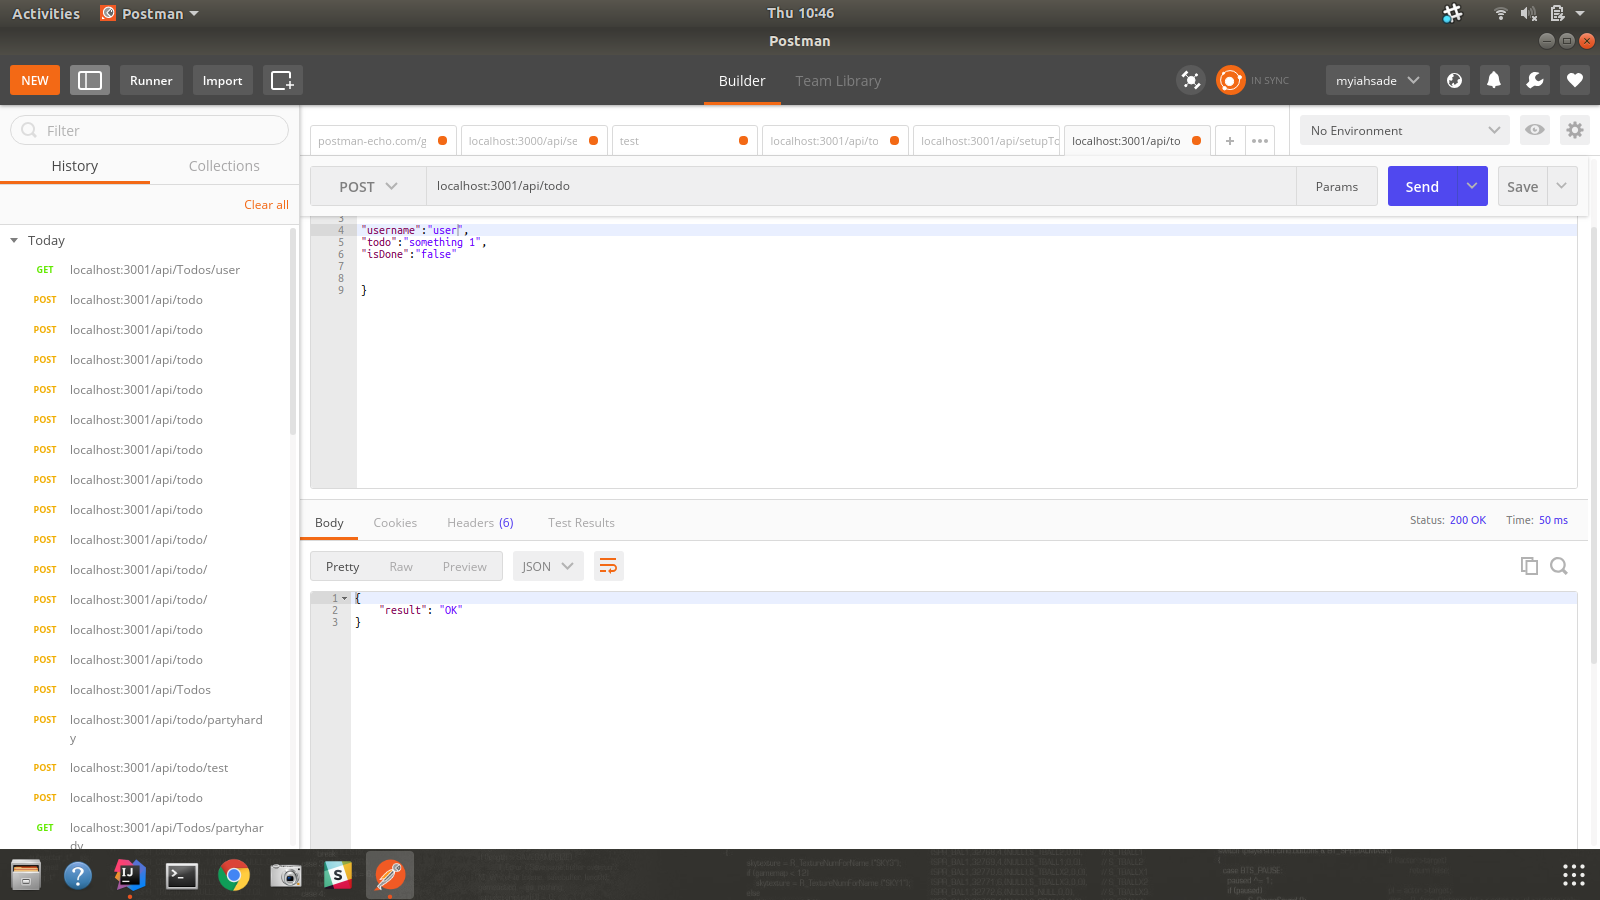 Activities Postman
Thu 10:46
Postman
NEW Runner Import
Builder Team Library
IN SYNC
myiahsade
Filter
History Collections
Clear all
Today
GET localhost:3001/api/Todos/user
POST localhost:3001/api/todo
POST localhost:3001/api/todo
POST localhost:3001/api/todo
POST localhost:3001/api/todo
POST localhost:3001/api/todo
POST localhost:3001/api/todo
POST localhost:3001/api/todo
POST localhost:3001/api/todo
POST localhost:3001/api/todo/
POST localhost:3001/api/todo/
POST localhost:3001/api/todo/
POST localhost:3001/api/todo
POST localhost:3001/api/todo
POST localhost:3001/api/Todos
POST localhost:3001/api/todo/partyhard
y
POST localhost:3001/api/todo/test
POST localhost:3001/api/todo
GET localhost:3001/api/Todos/partyhar
dy
postman-echo.com/g
localhost:3000/api/se
test
localhost:3001/api/to
localhost:3001/api/setupTo
localhost:3001/api/to
No Environment
POST localhost:3001/api/todo Params Send Save
3
4 "username":"user",
5 "todo":"something 1",
6 "isDone":"false"
7
8
9 }
Body Cookies Headers (6) Test Results
Status: 200 OK Time: 50 ms
Pretty Raw Preview JSON
1 {
2 "result": "OK"
3 }